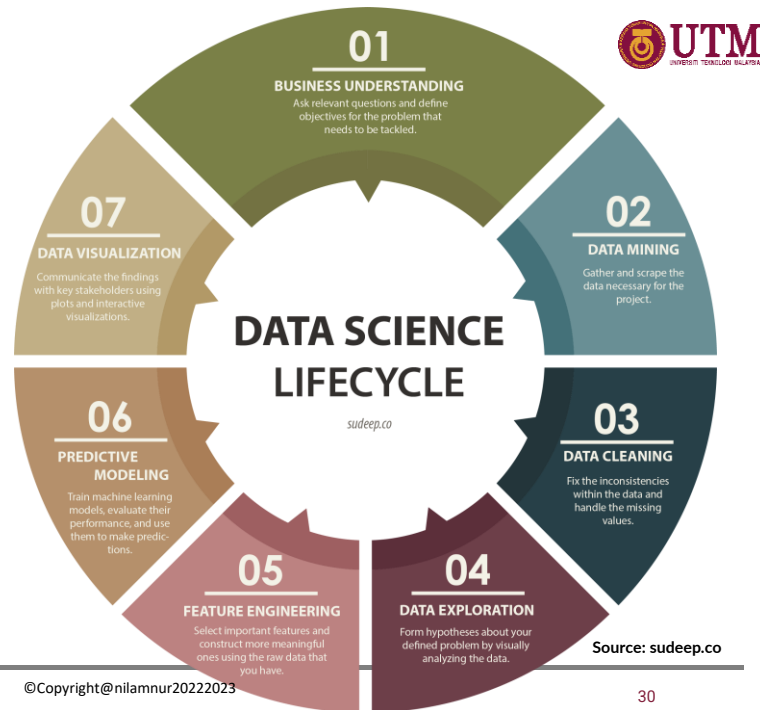 01
BUSINESS UNDERSTANDING
Ask relevant questions and define
objectives for the problem that
needs to be tackled.
UTM
UNIVERSITI TEKNOLOGI MALAYSIA
02
DATA MINING
Gather and scrape the
data necessary for the
project.
03
DATA CLEANING
Fix the inconsistencies
within the data and
handle the missing
values.
04
DATA EXPLORATION
Form hypotheses about your
defined problem by visually
analyzing the data.
05
FEATURE ENGINEERING
Select important features and
construct more meaningful
ones using the raw data that
you have.
06
PREDICTIVE
MODELING
Train machine learning
models, evaluate their
performance, and use
them to make predic-
tions.
07
DATA VISUALIZATION
Communicate the findings
with key stakeholders using
plots and interactive
visualizations.
DATA SCIENCE
LIFECYCLE
sudeep.co
Source: sudeep.co
©Copyright@nilamnur20222023
30